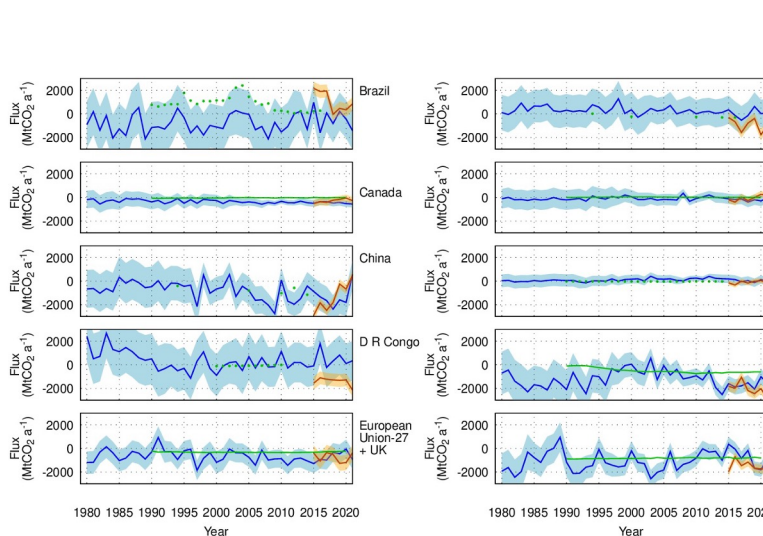 Flux
(MtCO2 a-1)
2000
0
-2000
Brazil
Flux
(MtCO2 a-1)
2000
0
-2000
Canada
Flux
(MtCO2 a-1)
2000
0
-2000
China
Flux
(MtCO2 a-1)
2000
0
-2000
D R Congo
Flux
(MtCO2 a-1)
2000
0
-2000
European
Union-27
+ UK
1980 1985 1990 1995 2000 2005 2010 2015 2020
Year
Flux
(MtCO2 a-1)
2000
0
-2000
Flux
(MtCO2 a-1)
2000
0
-2000
Flux
(MtCO2 a-1)
2000
0
-2000
Flux
(MtCO2 a-1)
2000
0
-2000
Flux
(MtCO2 a-1)
2000
0
-2000
1980 1985 1990 1995 2000 2005 2010 2015 202
Year